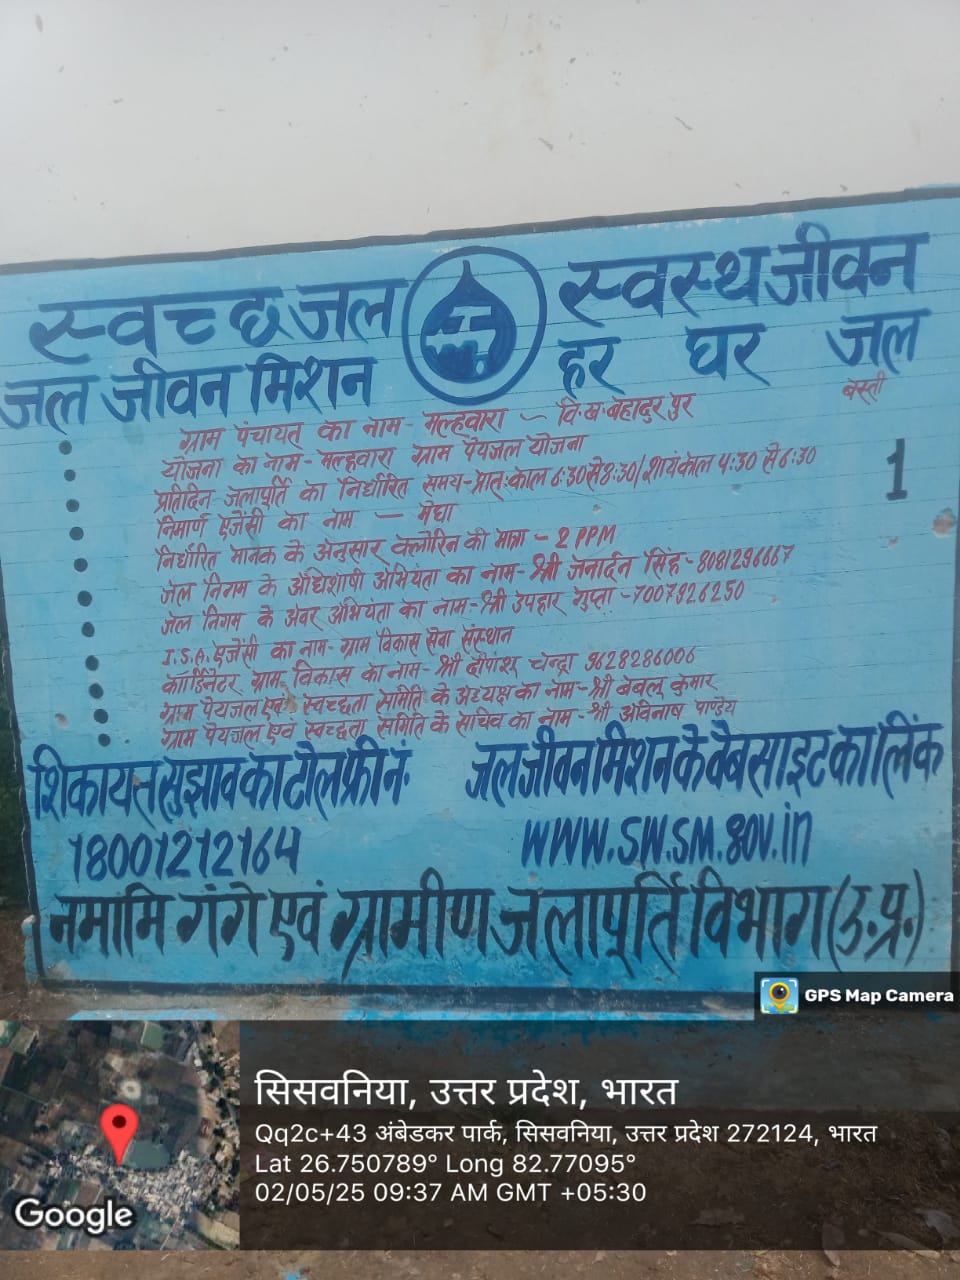 स्वच्छ जल स्वस्थ जीवन
जल जीवन मिशन हर घर जल
बस्ती
1
ग्राम पंचायत का नाम - मल्हवारा - वि.ख. बहादुर पुर
योजना का नाम - मल्हवारा ग्राम पेयजल योजना
प्रतिदिन जलापूर्ति का निर्धारित समय - प्रातःकाल 6:30 से 8:30/शायंकाल 4:30 से 6:30
निमार्ण ऐजेंसी का नाम - मेघा
निर्धारित मानक के अनुसार क्लोरिन की मात्रा - 2 PPM
जल निगम के अधिशाषी अभियंता का नाम - श्री जनार्दन सिंह - 8081296667
जल निगम के अवर अभियंता का नाम - श्री उपहार गुप्ता - 7007926250
I.S.A. ऐजेंसी का नाम - ग्राम विकास सेवा संस्थान
कॉर्डिनेटर ग्राम विकास का नाम - श्री दीपांशू चन्द्रा 9628286006
ग्राम पेयजल एवं स्वच्छता समिति के अध्यक्ष का नाम - श्री बबलू कुमार
ग्राम पेयजल एवं स्वच्छता समिति के सचिव का नाम - श्री अविनाष पाण्डेय
शिकायत सुझाव का टोल फ्री नं. जल जीवन मिशन के वैबसाइट का लिंक
18001212164 WWW.SW.SM.gov.in
नमामि गंगे एवं ग्रामीण जलापूर्ति विभाग (उ.प्र.)
GPS Map Camera
सिसवनिया, उत्तर प्रदेश, भारत
Qq2c+43 अंबेडकर पार्क, सिसवनिया, उत्तर प्रदेश 272124, भारत
Lat 26.750789° Long 82.77095°
02/05/25 09:37 AM GMT +05:30
Google